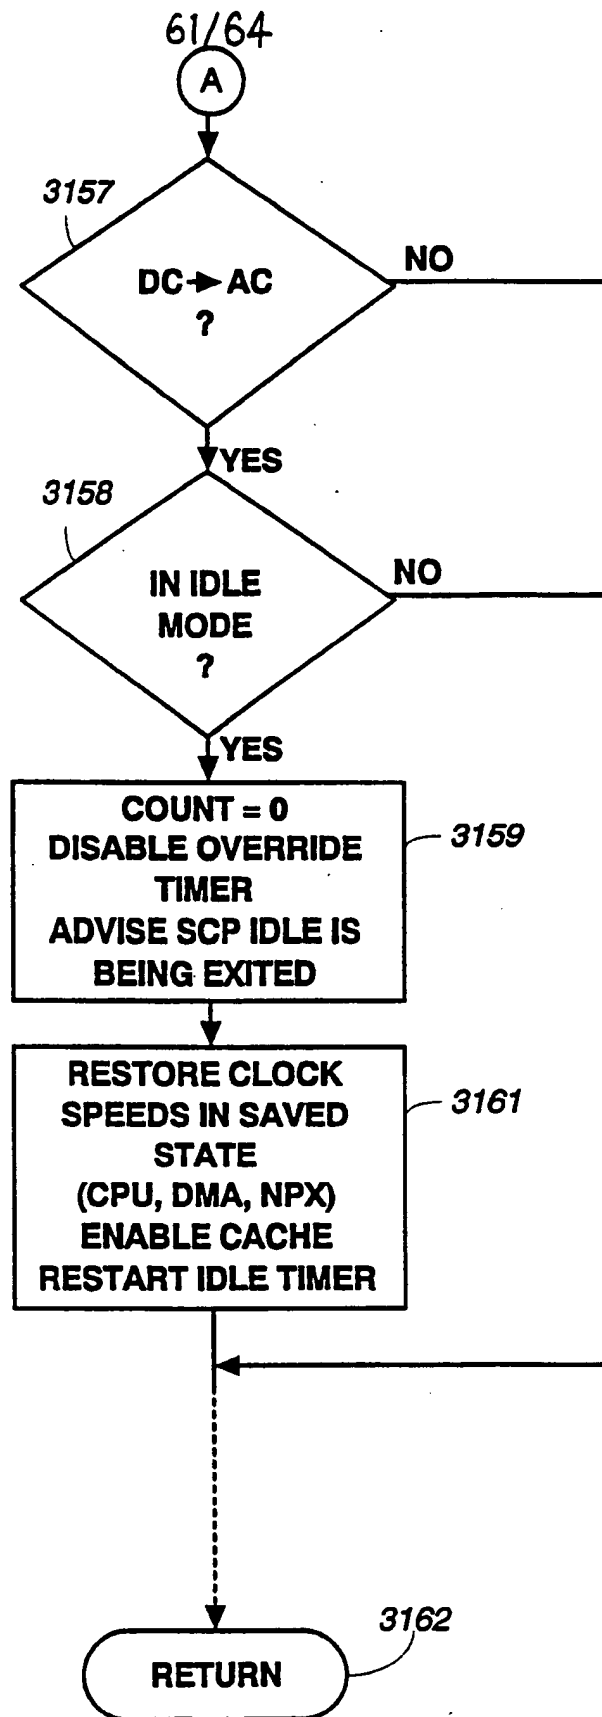 61/64
A
3157
DC→AC
?
NO
YES
3158
IN IDLE
MODE
?
NO
YES
COUNT = 0
DISABLE OVERRIDE
TIMER
ADVISE SCP IDLE IS
BEING EXITED
3159
RESTORE CLOCK
SPEEDS IN SAVED
STATE
(CPU, DMA, NPX)
ENABLE CACHE
RESTART IDLE TIMER
3161
3162
RETURN